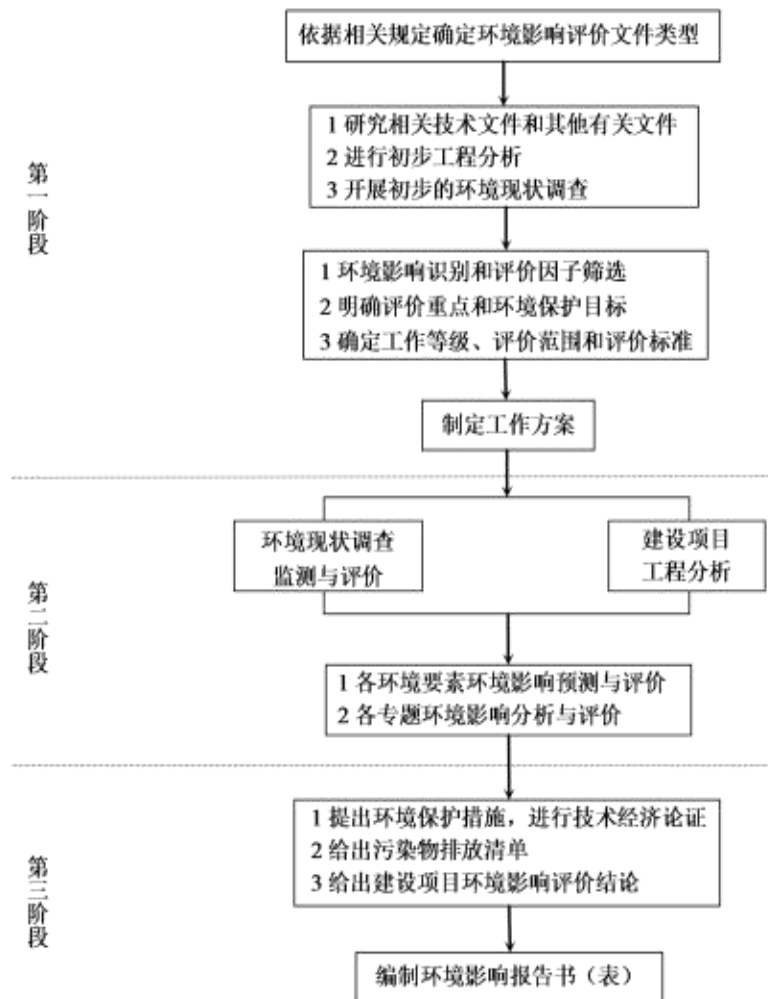 依据相关规定确定环境影响评价文件类型
第一阶段
1 研究相关技术文件和其他有关文件
2 进行初步工程分析
3 开展初步的环境现状调查
1 环境影响识别和评价因子筛选
2 明确评价重点和环境保护目标
3 确定工作等级、评价范围和评价标准
制定工作方案
第二阶段
环境现状调查
监测与评价
建设项目
工程分析
1 各环境要素环境影响预测与评价
2 各专题环境影响分析与评价
第三阶段
1 提出环境保护措施，进行技术经济论证
2 给出污染物排放清单
3 给出建设项目环境影响评价结论
编制环境影响报告书（表）